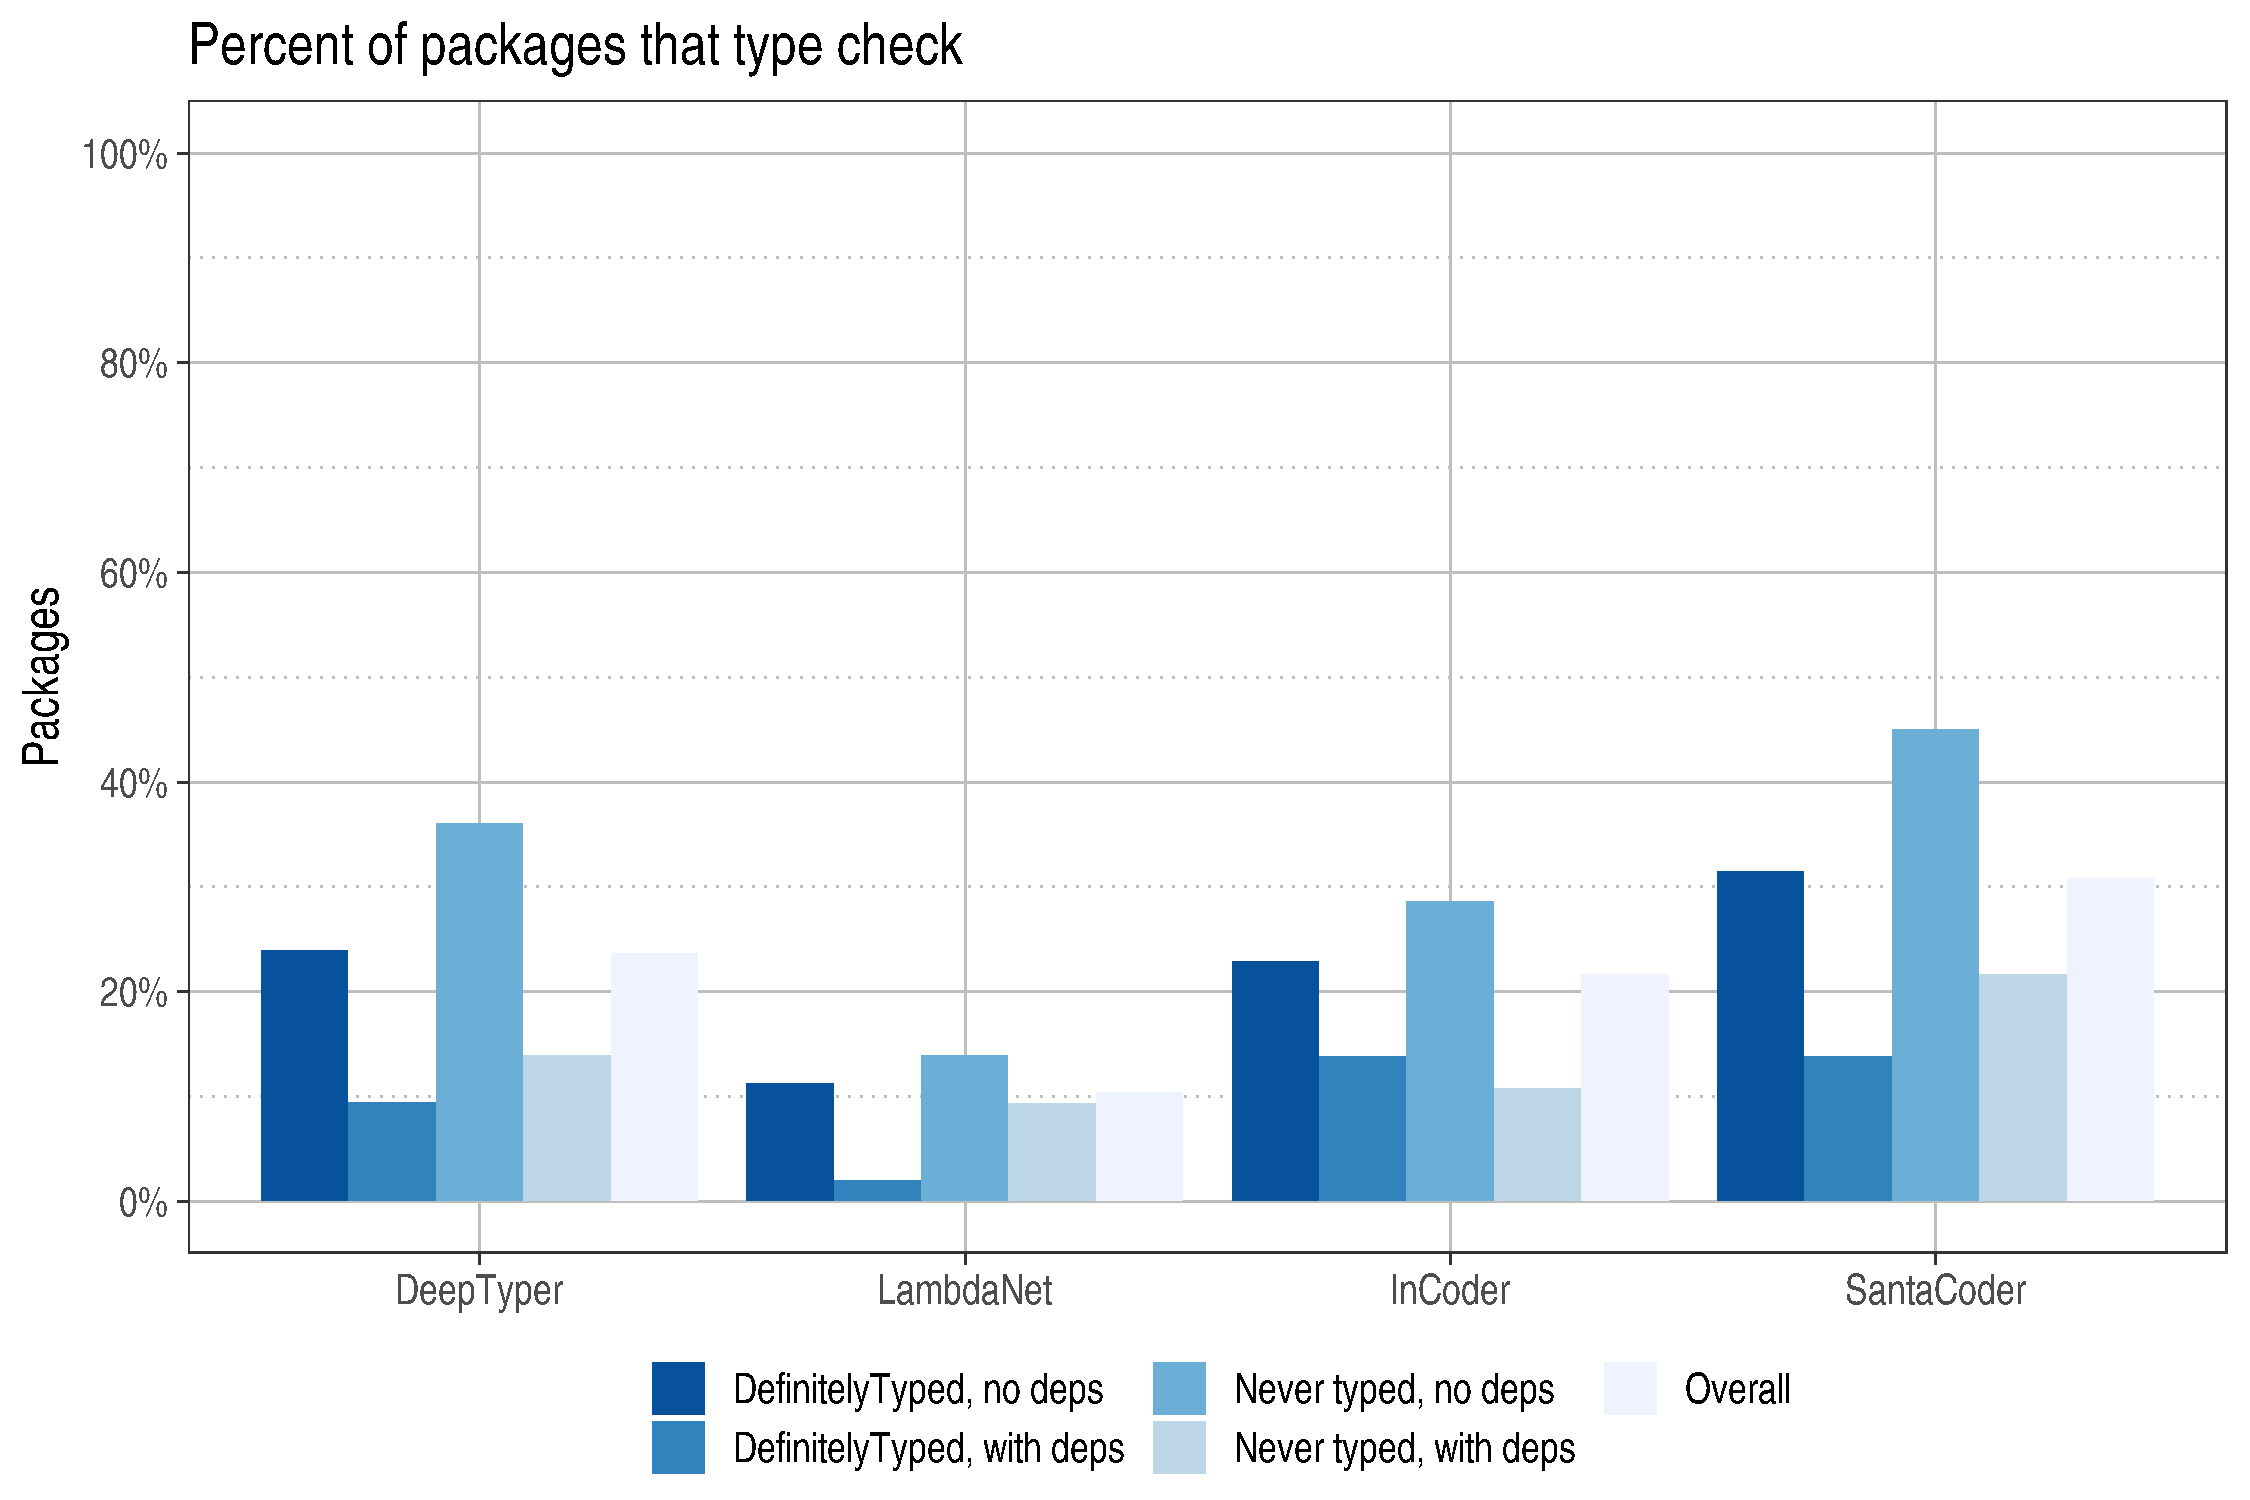 Percent of packages that type check
Packages
100%
80%
60%
40%
20%
0%
DeepTyper
LambdaNet
InCoder
SantaCoder
DefinitelyTyped, no deps
DefinitelyTyped, with deps
Never typed, no deps
Never typed, with deps
Overall